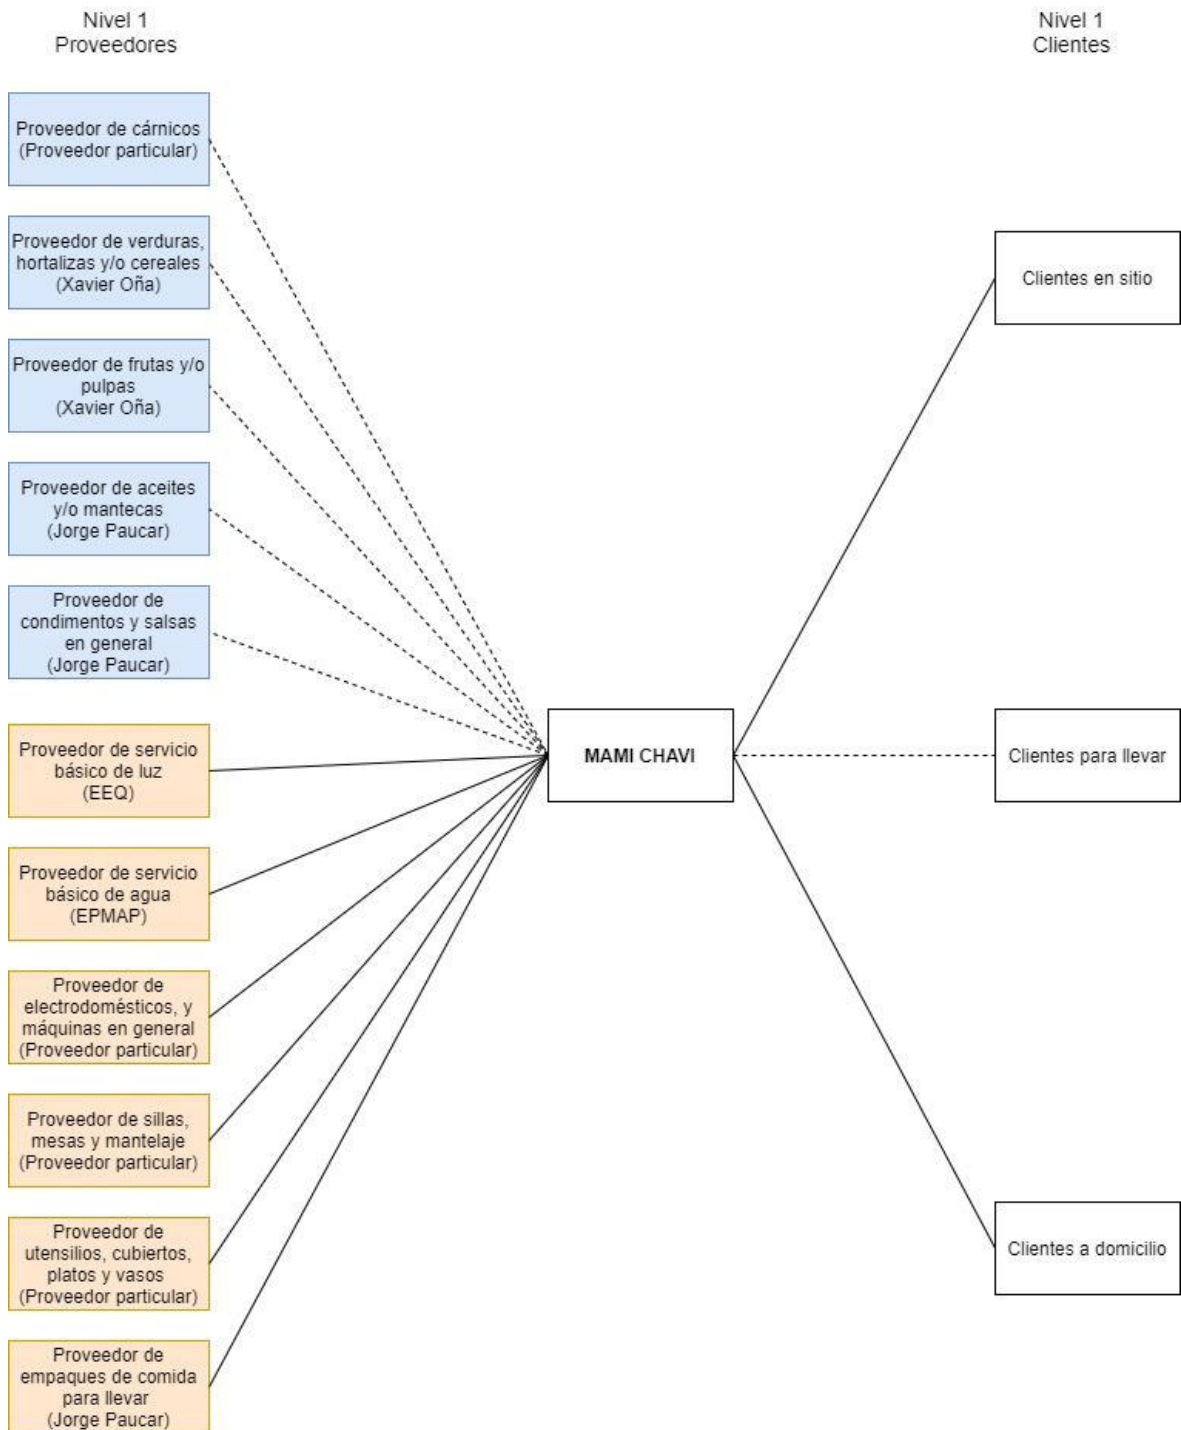 Nivel 1
Proveedores
Nivel 1
Clientes
Proveedor de cárnicos
(Proveedor particular)
Proveedor de verduras,
hortalizas y/o cereales
(Xavier Oña)
Proveedor de frutas y/o
pulpas
(Xavier Oña)
Proveedor de aceites
y/o mantecas
(Jorge Paucar)
Proveedor de
condimentos y salsas
en general
(Jorge Paucar)
Proveedor de servicio
básico de luz
(EEQ)
Proveedor de servicio
básico de agua
(EPMAP)
Proveedor de
electrodomésticos, y
máquinas en general
(Proveedor particular)
Proveedor de sillas,
mesas y mantelaje
(Proveedor particular)
Proveedor de
utensilios, cubiertos,
platos y vasos
(Proveedor particular)
Proveedor de
empaques de comida
para llevar
(Jorge Paucar)
MAMI CHAVI
Clientes en sitio
Clientes para llevar
Clientes a domicilio